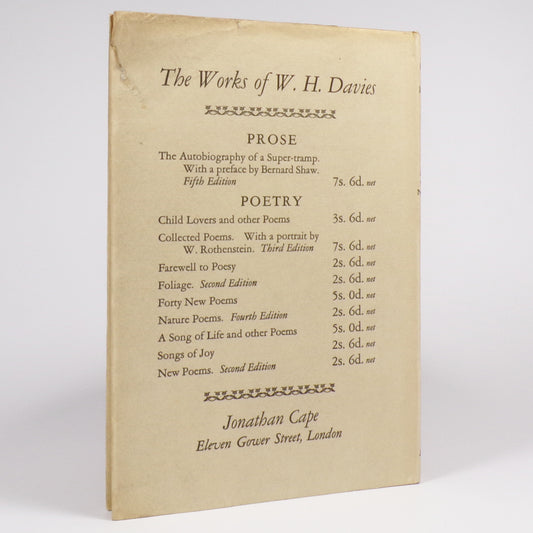 The Works of W. H. Davies
PROSE
The Autobiography of a Super-tramp.
With a preface by Bernard Shaw.
Fifth Edition 7s. 6d. net
POETRY
Child Lovers and other Poems 3s. 6d. net
Collected Poems. With a portrait by
W. Rothenstein. Third Edition 7s. 6d. net
Farewell to Poesy 2s. 6d. net
Foliage. Second Edition 2s. 6d. net
Forty New Poems 5s. 0d. net
Nature Poems. Fourth Edition 2s. 6d. net
A Song of Life and other Poems 5s. 0d. net
Songs of Joy 2s. 6d. net
New Poems. Second Edition 2s. 6d. net
Jonathan Cape
Eleven Gower Street, London